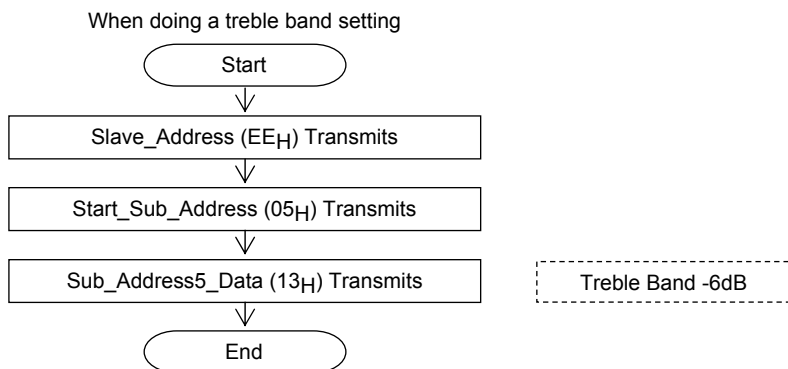 When doing a treble band setting
Start
Slave_Address (EEH) Transmits
Start_Sub_Address (05H) Transmits
Sub_Address5_Data (13H) Transmits
Treble Band -6dB
End